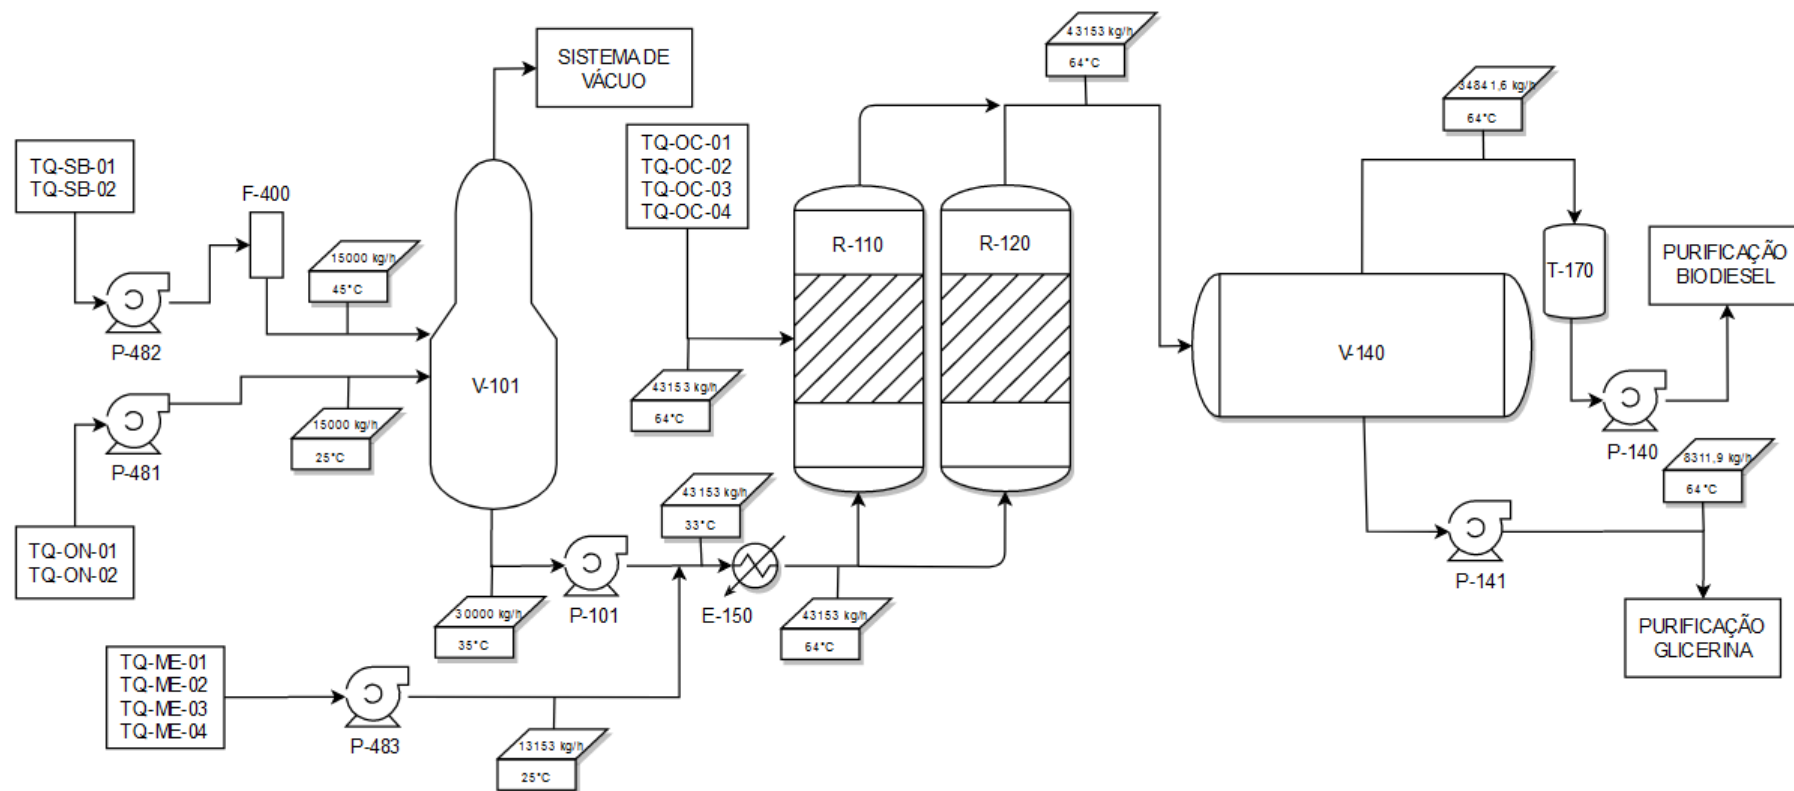 SISTEMA DE
VÁCUO
TQ-SB-01
TQ-SB-02
F-400
15000 kg/h
45°C
P-482
V-101
P-481
15000 kg/h
25°C
TQ-ON-01
TQ-ON-02
30000 kg/h
35°C
P-101
TQ-ME-01
TQ-ME-02
TQ-ME-03
TQ-ME-04
P-483
13153 kg/h
25°C
43153 kg/h
33°C
E-150
43153 kg/h
64°C
TQ-OC-01
TQ-OC-02
TQ-OC-03
TQ-OC-04
43153 kg/h
64°C
R-110
R-120
43153 kg/h
64°C
V-140
34841,6 kg/h
64°C
T-170
PURIFICAÇÃO
BIODIESEL
P-140
P-141
8311,9 kg/h
64°C
PURIFICAÇÃO
GLICERINA